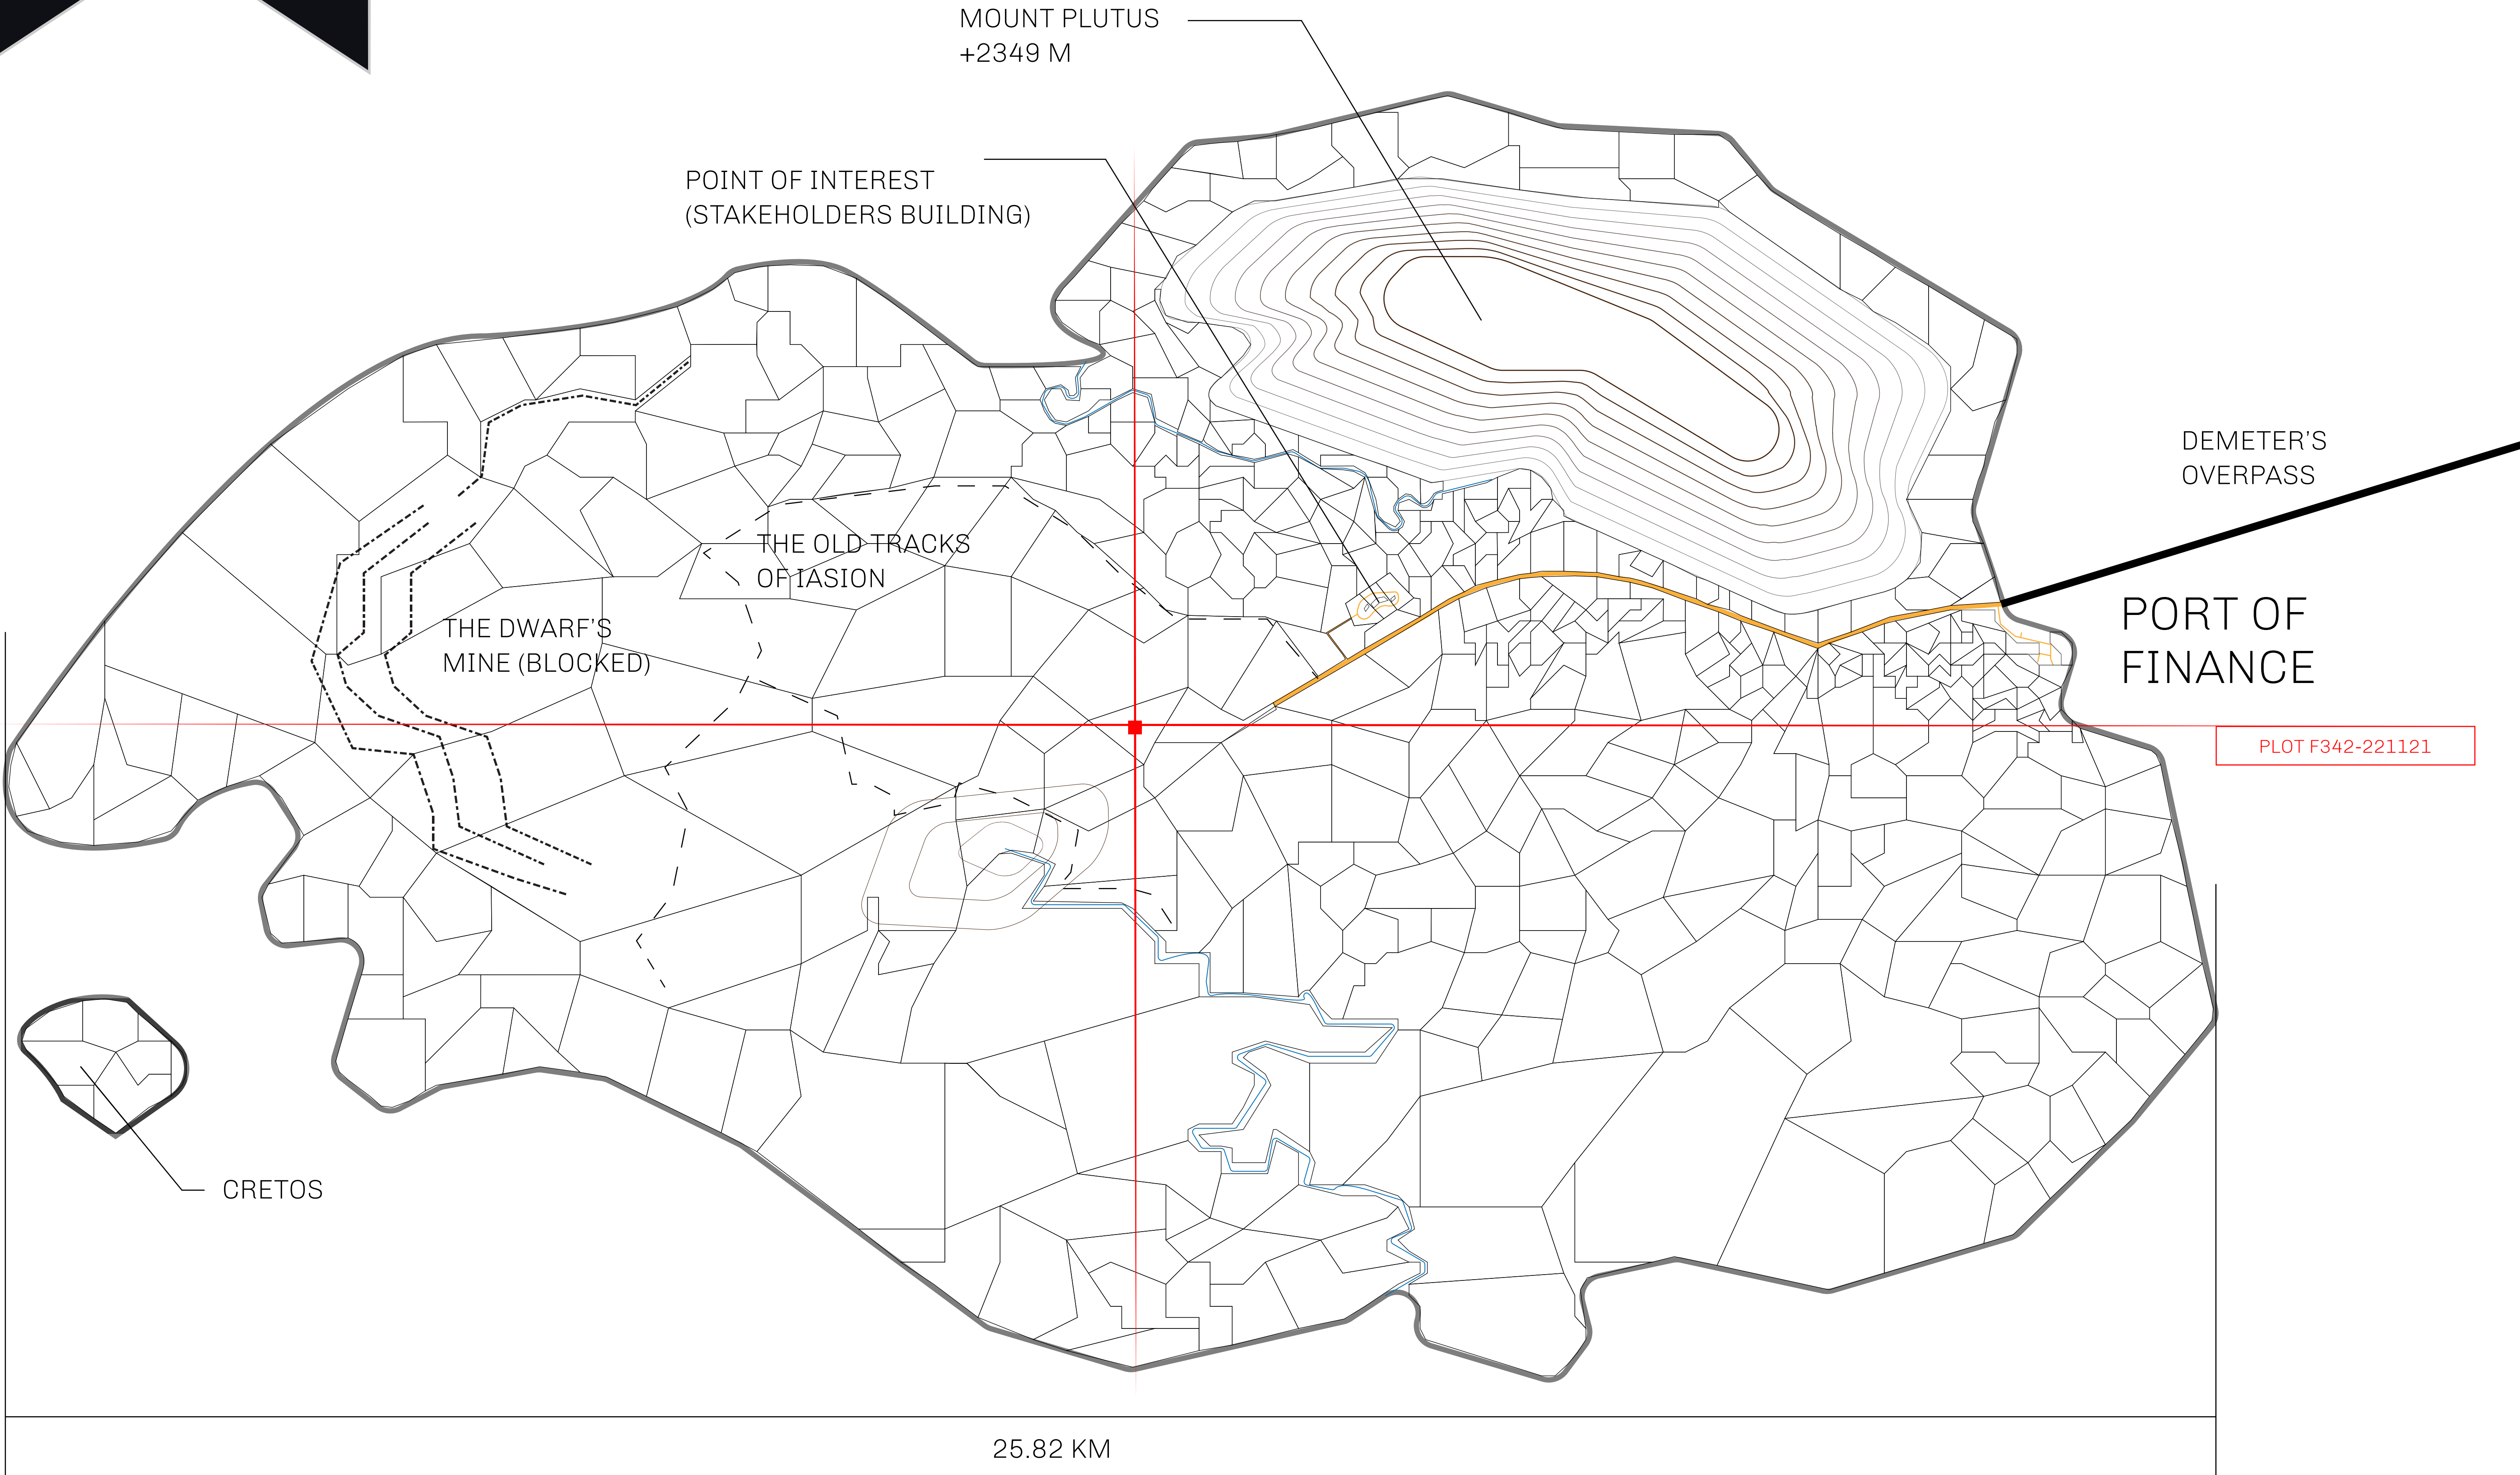 MOUNT PLUTUS
+2349 M
POINT OF INTEREST
(STAKEHOLDERS BUILDING)
DEMETER'S
OVERPASS
THE OLD TRACKS
OF IASION
PORT OF
FINANCE
THE DWARF'S
MINE (BLOCKED)
PLOT F342-221121
CRETOS
25.82 KM